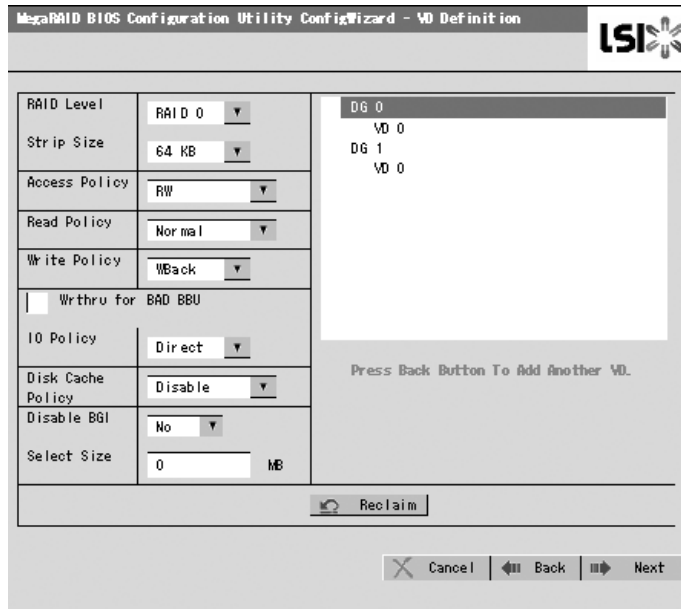 MegaRAID BIOS Configuration Utility ConfigWizard - VD Definition
LSI
RAID Level
RAID 0
Strip Size
64 KB
Access Policy
RW
Read Policy
Normal
Write Policy
WBack
Wrthru for BAD BBU
IO Policy
Direct
Disk Cache
Policy
Disable
Disable BGI
No
Select Size
0
MB
DG 0
VD 0
DG 1
VD 0
Press Back Button To Add Another VD.
Reclaim
Cancel
Back
Next